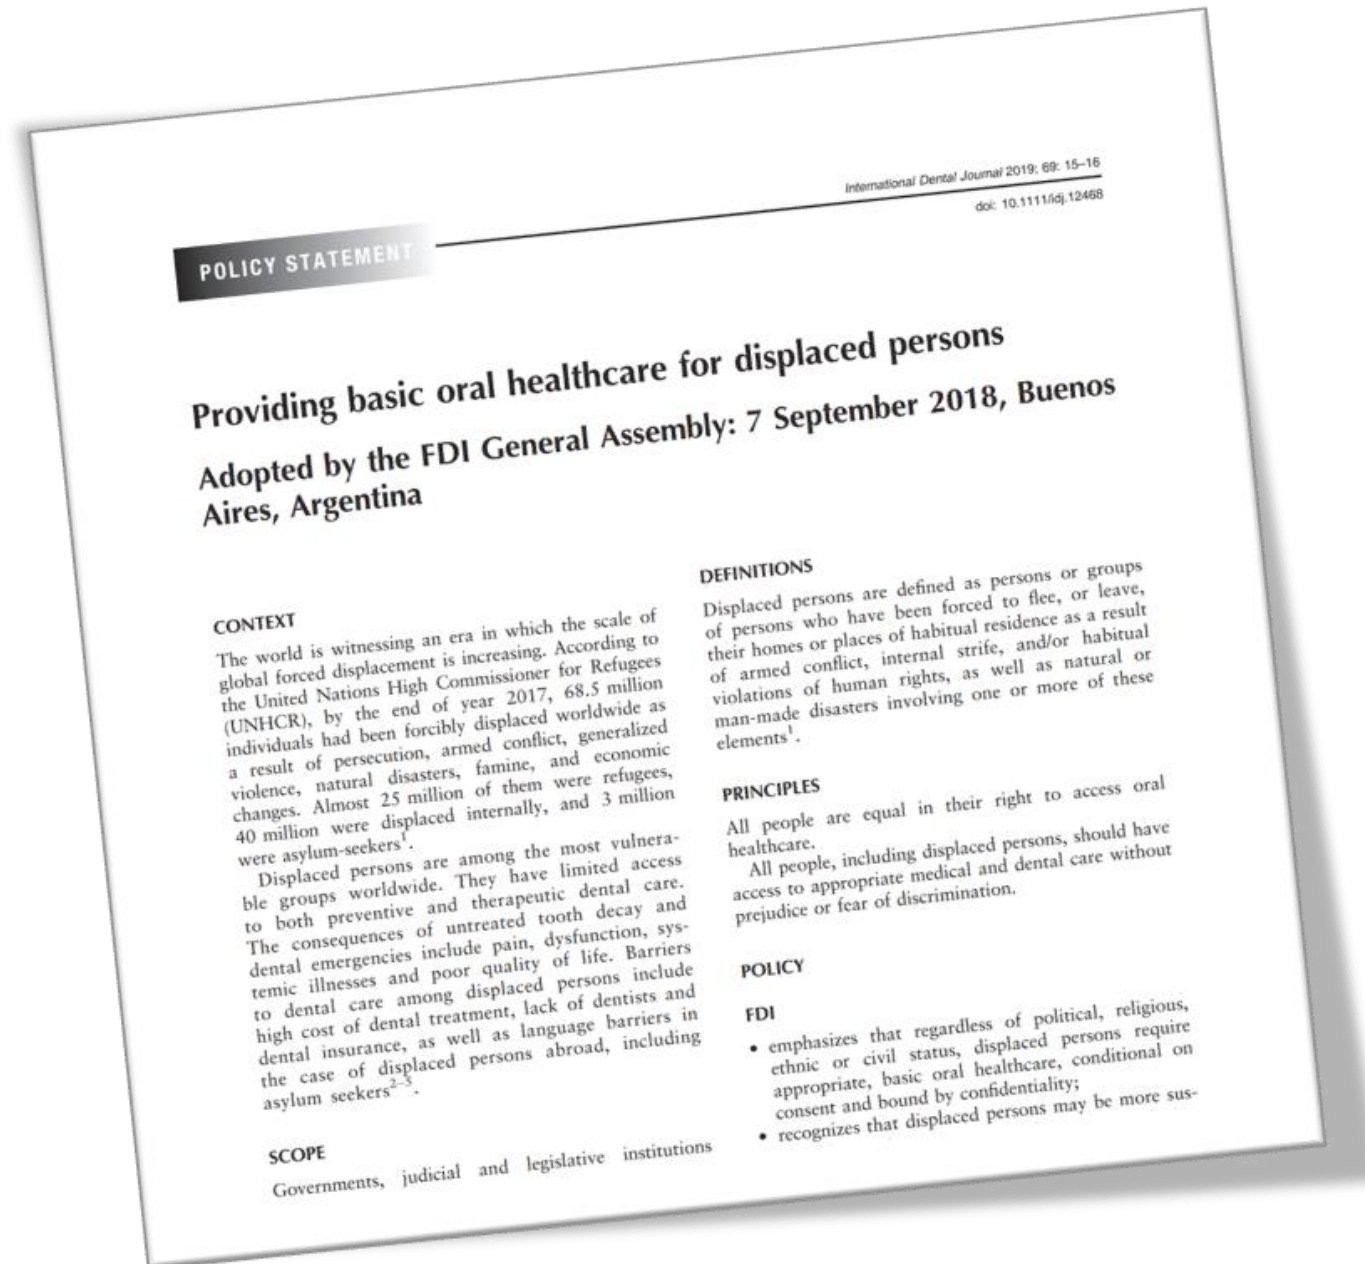 International Dental Journal 2019; 69: 15–16
doi: 10.1111/idj.12468
POLICY STATEMENT
Providing basic oral healthcare for displaced persons
Adopted by the FDI General Assembly: 7 September 2018, Buenos
Aires, Argentina
CONTEXT
The world is witnessing an era in which the scale of
global forced displacement is increasing. According to
the United Nations High Commissioner for Refugees
(UNHCR), by the end of year 2017, 68.5 million
individuals had been forcibly displaced worldwide as
a result of persecution, armed conflict, generalized
violence, natural disasters, famine, and economic
changes. Almost 25 million of them were refugees,
40 million were displaced internally, and 3 million
were asylum-seekers¹.
Displaced persons are among the most vulnera-
ble groups worldwide. They have limited access
to both preventive and therapeutic dental care.
The consequences of untreated tooth decay and
dental emergencies include pain, dysfunction, sys-
temic illnesses and poor quality of life. Barriers
to dental care among displaced persons include
high cost of dental treatment, lack of dentists and
dental insurance, as well as language barriers in
the case of displaced persons abroad, including
asylum seekers²⁻⁵.
SCOPE
Governments, judicial and legislative institutions
DEFINITIONS
Displaced persons are defined as persons or groups
of persons who have been forced to flee, or leave,
their homes or places of habitual residence as a result
of armed conflict, internal strife, and/or habitual
violations of human rights, as well as natural or
man-made disasters involving one or more of these
elements¹.
PRINCIPLES
All people are equal in their right to access oral
healthcare.
All people, including displaced persons, should have
access to appropriate medical and dental care without
prejudice or fear of discrimination.
POLICY
FDI
• emphasizes that regardless of political, religious,
ethnic or civil status, displaced persons require
appropriate, basic oral healthcare, conditional on
consent and bound by confidentiality;
• recognizes that displaced persons may be more sus-